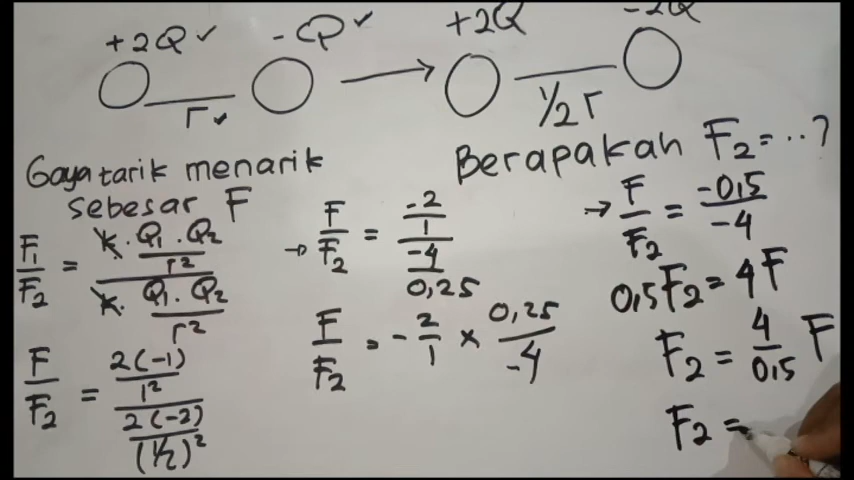 +2Q ✓ -Q ✓ → +2Q -2Q
r ✓ 1/2 r
Gaya tarik menarik
sebesar F
Berapakah F₂ = ...?
F₁/F₂ = (k . Q₁ . Q₂ / r²) / (k . Q₁ . Q₂ / r²)
F/F₂ = (2(-1) / 1²) / (2(-2) / (1/2)²)
→ F/F₂ = (-2/1) / (-4/0,25)
F/F₂ = -2/1 × 0,25/-4
→ F/F₂ = -0,5/-4
0,5F₂ = 4F
F₂ = 4/0,5 F
F₂ =